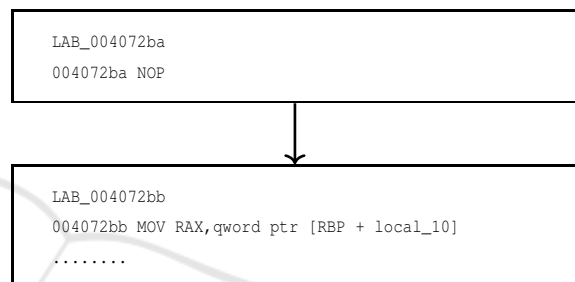 LAB_004072ba
004072ba NOP
LAB_004072bb
004072bb MOV RAX,qword ptr [RBP + local_10]
........